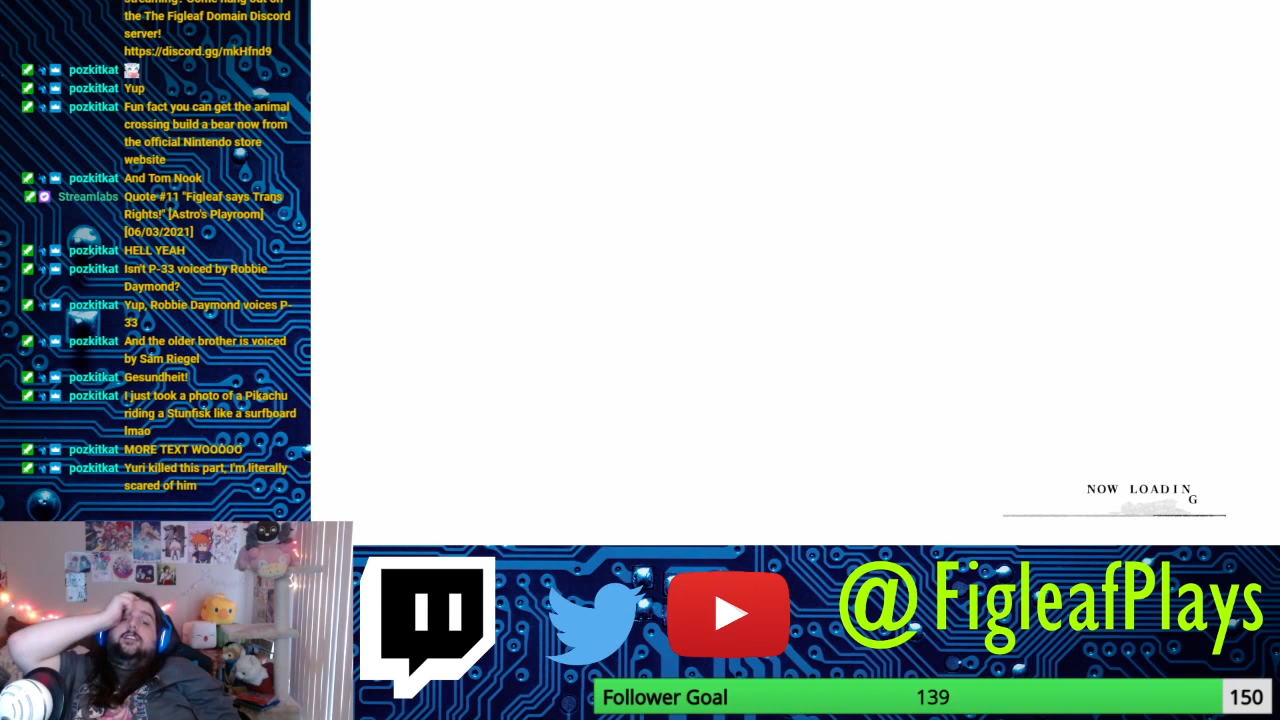 the The Figleaf Domain Discord
server!
https://discord.gg/mkHfnd9
pozkitkat
pozkitkat Yup
pozkitkat Fun fact you can get the animal
crossing build a bear now from
the official Nintendo store
website
pozkitkat And Tom Nook
Streamlabs Quote #11 "Figleaf says Trans
Rights!" [Astro's Playroom]
[06/03/2021]
pozkitkat HELL YEAH
pozkitkat Isn't P-33 voiced by Robbie
Daymond?
pozkitkat Yup, Robbie Daymond voices P-
33
pozkitkat And the older brother is voiced
by Sam Riegel
pozkitkat Gesundheit!
pozkitkat I just took a photo of a Pikachu
riding a Stunfisk like a surfboard
lmao
pozkitkat MORE TEXT WOOOOO
pozkitkat Yuri killed this part, I'm literally
scared of him
NOW LOADING
@FigleafPlays
Follower Goal 139 150